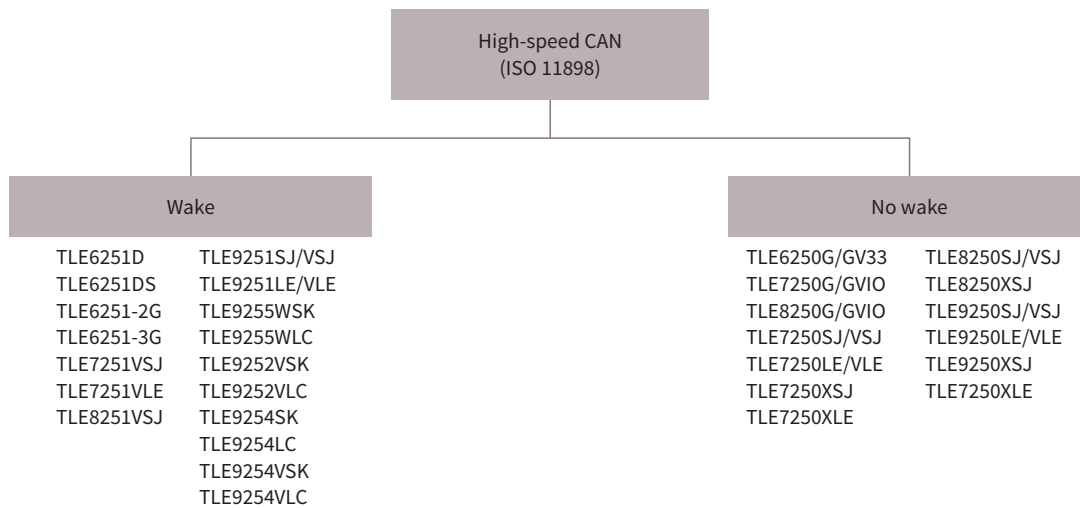 High-speed CAN
(ISO 11898)
Wake
TLE6251D
TLE6251DS
TLE6251-2G
TLE6251-3G
TLE7251VSJ
TLE7251VLE
TLE8251VSJ
TLE9251SJ/VSJ
TLE9251LE/VLE
TLE9255WSK
TLE9255WLC
TLE9252VSK
TLE9252VLC
TLE9254SK
TLE9254LC
TLE9254VSK
TLE9254VLC
No wake
TLE6250G/GV33
TLE7250G/GVIO
TLE8250G/GVIO
TLE7250SJ/VSJ
TLE7250LE/VLE
TLE7250XSJ
TLE7250XLE
TLE8250SJ/VSJ
TLE8250XSJ
TLE9250SJ/VSJ
TLE9250LE/VLE
TLE9250XSJ
TLE7250XLE